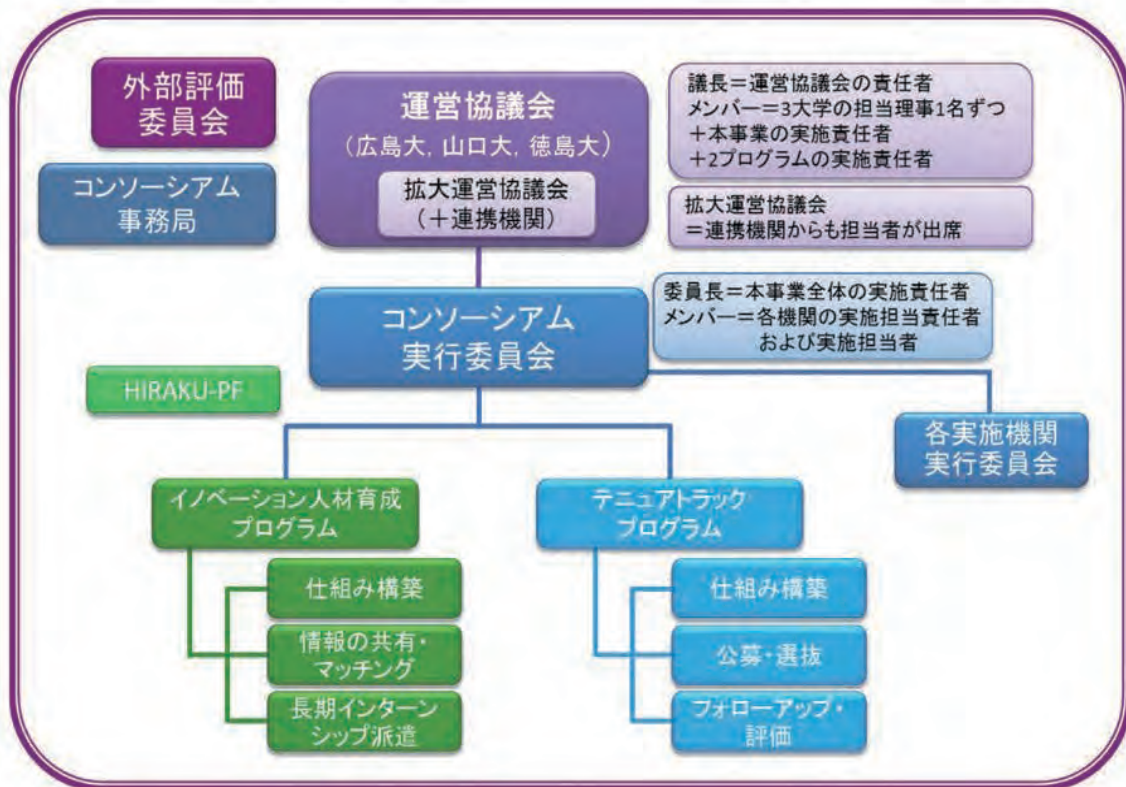 外部評価
委員会
コンソーシアム
事務局
運営協議会
(広島大, 山口大, 徳島大)
拡大運営協議会
(+連携機関)
議長=運営協議会の責任者
メンバー=3大学の担当理事1名ずつ
+本事業の実施責任者
+2プログラムの実施責任者
拡大運営協議会
=連携機関からも担当者が出席
コンソーシアム
実行委員会
委員長=本事業全体の実施責任者
メンバー=各機関の実施担当責任者
および実施担当者
HIRAKU-PF
各実施機関
実行委員会
イノベーション人材育成
プログラム
仕組み構築
情報の共有・
マッチング
長期インターン
シップ派遣
テニュアトラック
プログラム
仕組み構築
公募・選抜
フォローアップ・
評価